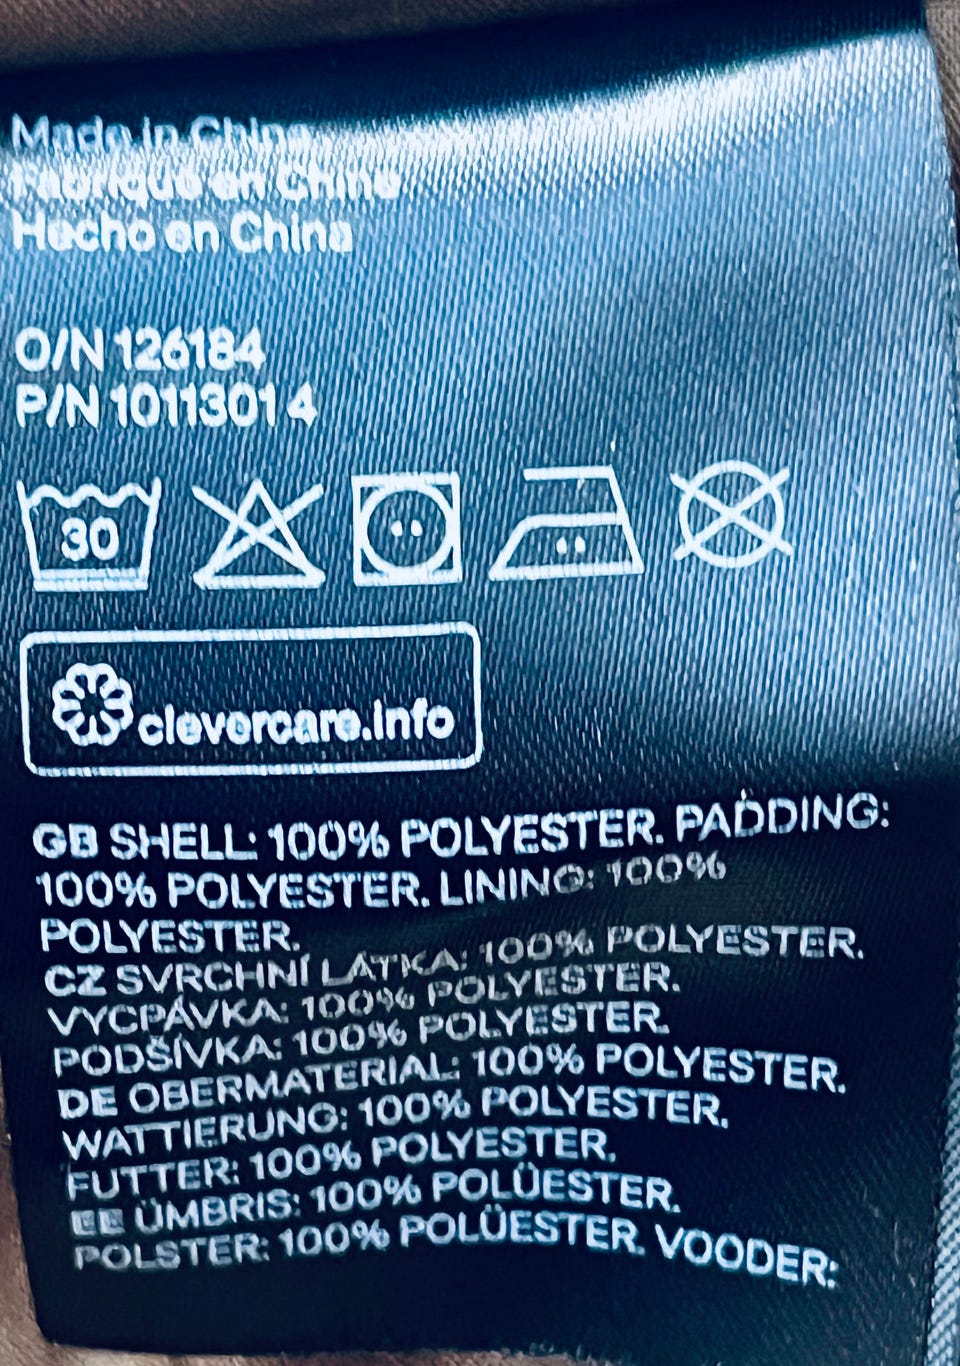 Made in China
Fabriqué en Chine
Hecho en China
O/N 126184
P/N 1011301 4
30
clevercare.info
GB SHELL: 100% POLYESTER. PADDING:
100% POLYESTER. LINING: 100%
POLYESTER.
CZ SVRCHNÍ LÁTKA: 100% POLYESTER.
VYCPÁVKA: 100% POLYESTER.
PODŠÍVKA: 100% POLYESTER.
DE OBERMATERIAL: 100% POLYESTER.
WATTIERUNG: 100% POLYESTER.
FUTTER: 100% POLYESTER.
EE ÜMBRIS: 100% POLÜESTER.
POLSTER: 100% POLÜESTER. VOODER: